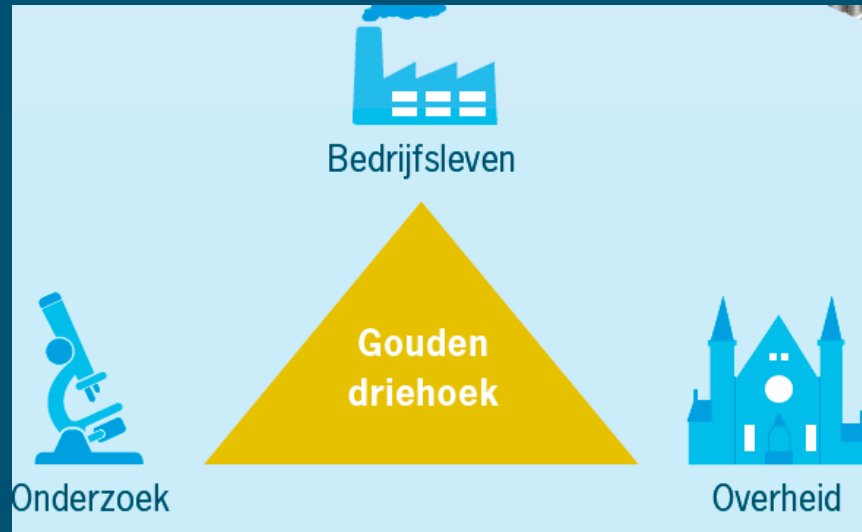 Bedrijfsleven
Gouden
driehoek
Onderzoek
Overheid